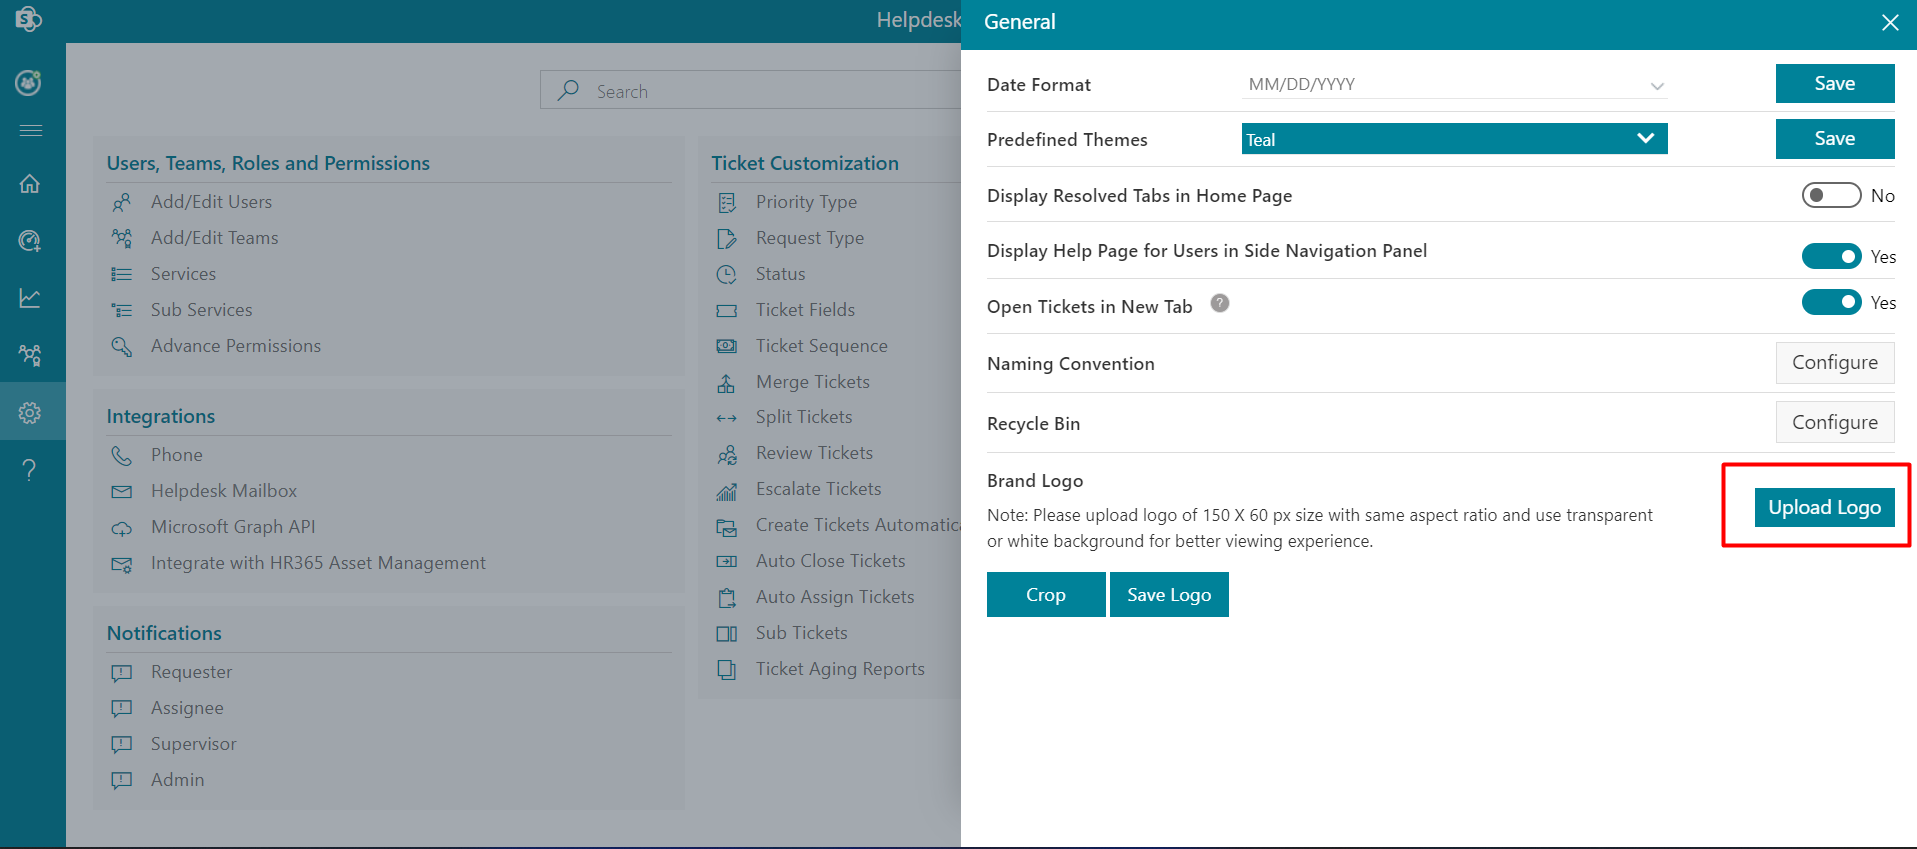 S
Helpdesk
Search
Users, Teams, Roles and Permissions
Add/Edit Users
Add/Edit Teams
Services
Sub Services
Advance Permissions
Integrations
Phone
Helpdesk Mailbox
Microsoft Graph API
Integrate with HR365 Asset Management
Notifications
Requester
Assignee
Supervisor
Admin
Ticket Customization
Priority Type
Request Type
Status
Ticket Fields
Ticket Sequence
Merge Tickets
Split Tickets
Review Tickets
Escalate Tickets
Create Tickets Automatica
Auto Close Tickets
Auto Assign Tickets
Sub Tickets
Ticket Aging Reports
General
Date Format MM/DD/YYYY Save
Predefined Themes Teal Save
Display Resolved Tabs in Home Page No
Display Help Page for Users in Side Navigation Panel Yes
Open Tickets in New Tab ? Yes
Naming Convention Configure
Recycle Bin Configure
Brand Logo
Upload Logo
Note: Please upload logo of 150 X 60 px size with same aspect ratio and use transparent
or white background for better viewing experience.
Crop Save Logo